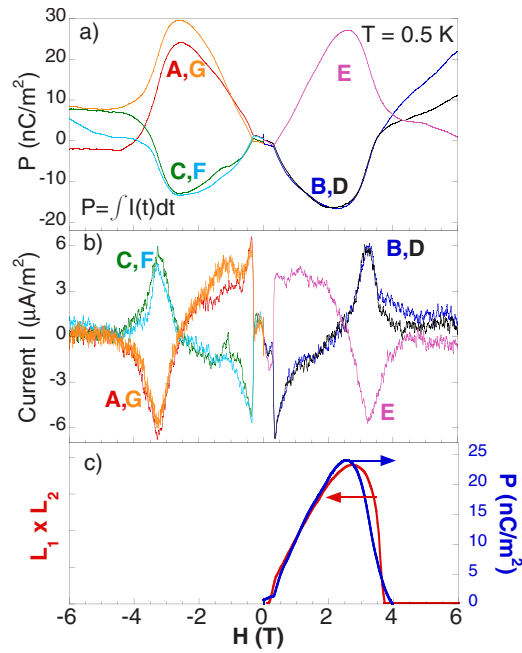 a)
T = 0.5 K
30
20
10
0
-10
-20
P (nC/m²)
A,G
E
C,F
B,D
P=∫I(t)dt
b)
6
3
0
-3
-6
Current I (μA/m²)
C,F
B,D
A,G
E
c)
L₁ x L₂
25
20
15
10
5
0
P (nC/m²)
-6 -4 -2 0 2 4 6
H (T)